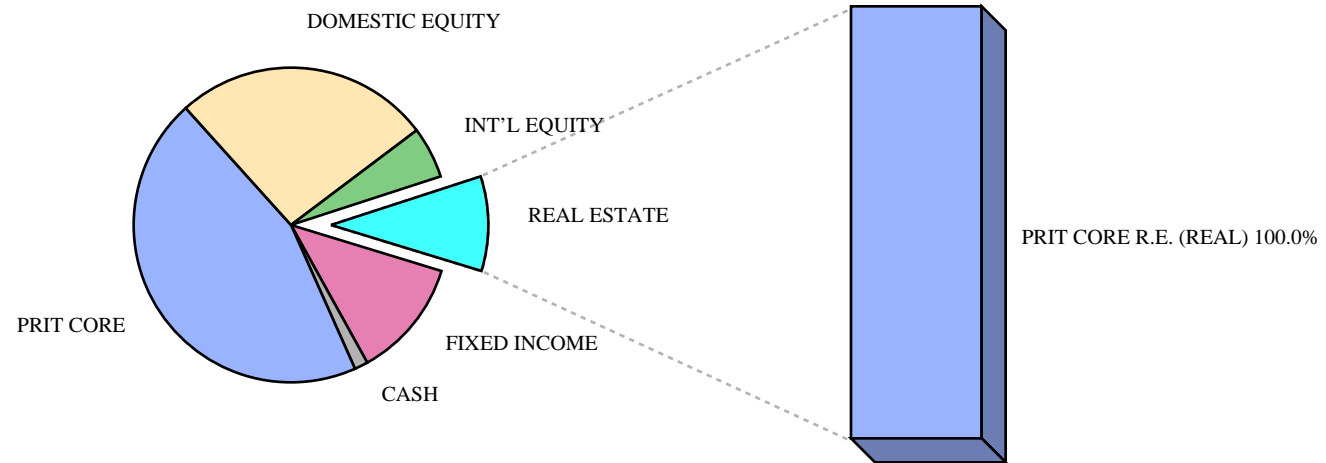 DOMESTIC EQUITY
INT'L EQUITY
REAL ESTATE
PRIT CORE R.E. (REAL) 100.0%
PRIT CORE
FIXED INCOME
CASH